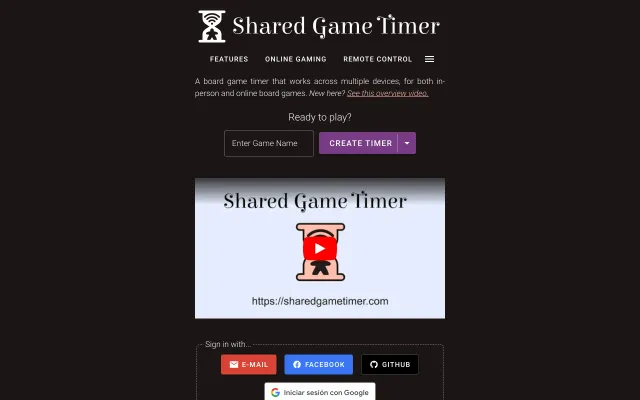 Shared Game Timer
FEATURES ONLINE GAMING REMOTE CONTROL
A board game timer that works across multiple devices, for both in-
person and online board games. New here? See this overview video.
Ready to play?
Enter Game Name CREATE TIMER
Shared Game Timer
https://sharedgametimer.com
Sign in with...
E-MAIL FACEBOOK GITHUB
Iniciar sesión con Google